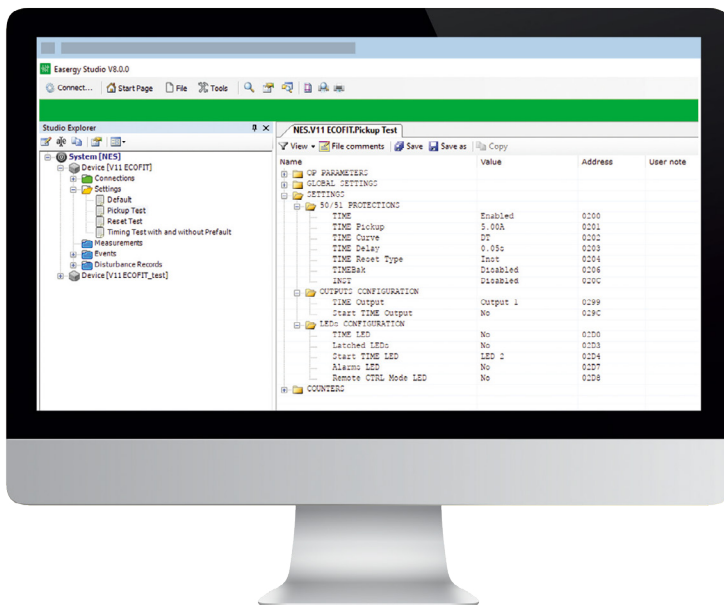 Easergy Studio V8.0.0
Connect... Start Page File Tools
Studio Explorer
NES.V11 ECOFIT.Pickup Test
View File comments Save Save as Copy
System [NES]
Device [V11 ECOFIT]
Connections
Settings
Default
Pickup Test
Reset Test
Timing Test with and without Prefault
Measurements
Events
Disturbance Records
Device [V11 ECOFIT_test]
Name Value Address User note
OP PARAMETERS
GLOBAL SETTINGS
SETTINGS
50/51 PROTECTIONS
TIME Enabled 0200
TIME Pickup 5.00A 0201
TIME Curve DT 0202
TIME Delay 0.05s 0203
TIME Reset Type Inst 0204
TIMEBak Disabled 0206
INST Disabled 020C
OUTPUTS CONFIGURATION
TIME Output Output 1 0299
Start TIME Output No 029C
LEDs CONFIGURATION
TIME LED No 02D0
Latched LEDs No 02D3
Start TIME LED LED 2 02D4
Alarms LED No 02D7
Remote CTRL Mode LED No 02D8
COUNTERS